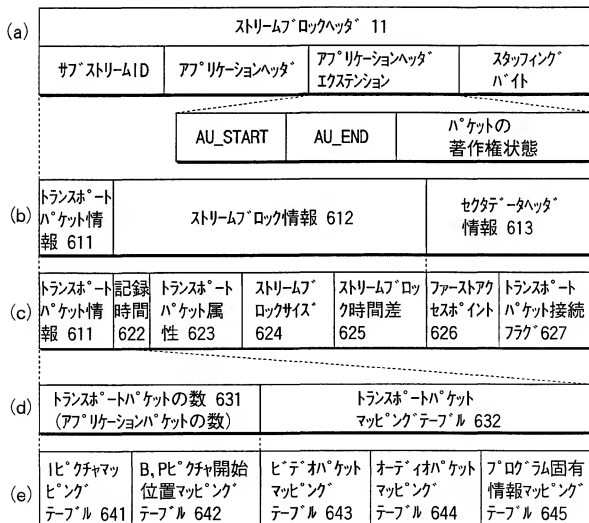 (a)
ストリームブロックヘッダ 11
サブストリームID
アプリケーションヘッダ
アプリケーションヘッダ
エクステンション
スタッフィング
バイト
AU_START
AU_END
パケットの
著作権状態
(b)
トランスポート
パケット情
報 611
ストリームブロック情報 612
セクタデータヘッダ
情報 613
(c)
トランスポート
パケット情
報 611
記録
時間
622
トランスポート
パケット属
性 623
ストリームブ
ロックサイズ
624
ストリームブロッ
ク時間差
625
ファーストアク
セスポイント
626
トランスポート
パケット接続
フラグ 627
(d)
トランスポートパケットの数 631
(アプリケーションパケットの数)
トランスポートパケット
マッピングテーブル 632
(e)
Iピクチャマッ
ピング
テーブル 641
B,Pピクチャ開始
位置マッピング
テーブル 642
ビデオパケット
マッピング
テーブル 643
オーディオパケット
マッピング
テーブル 644
プログラム固有
情報マッピング
テーブル 645